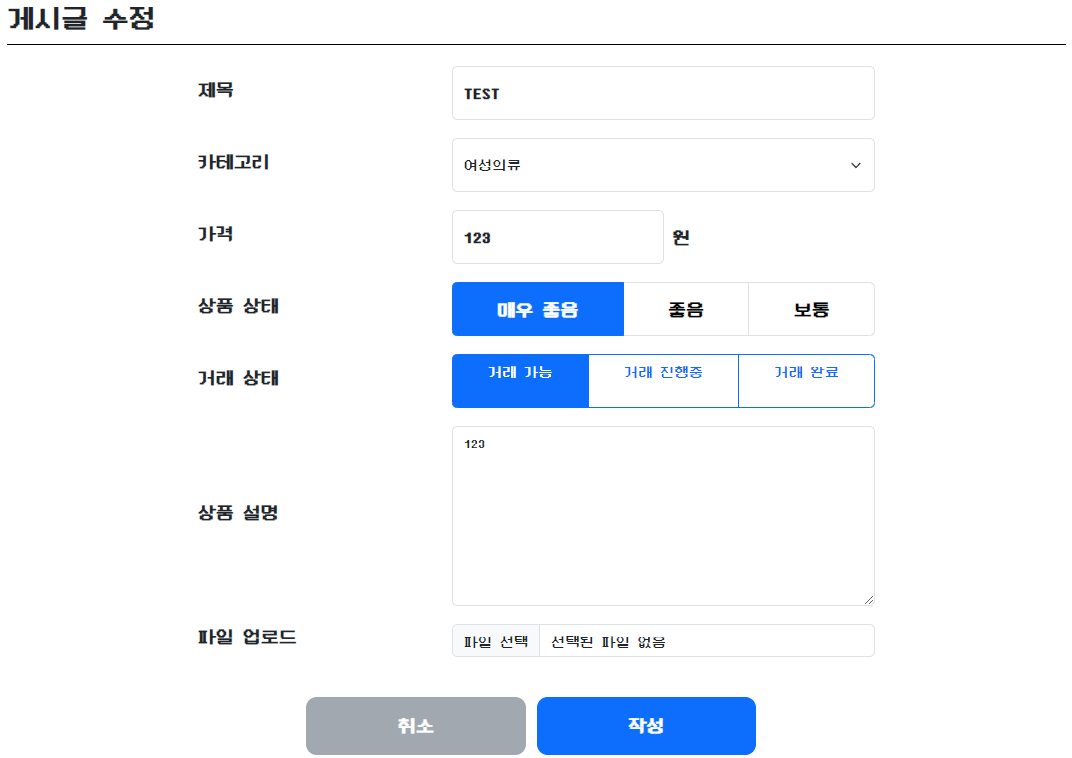 게시글 수정
제목
TEST
카테고리
여성의류
가격
123 원
상품 상태
매우 좋음 좋음 보통
거래 상태
거래 가능 거래 진행중 거래 완료
상품 설명
123
파일 업로드
파일 선택 선택된 파일 없음
취소 작성